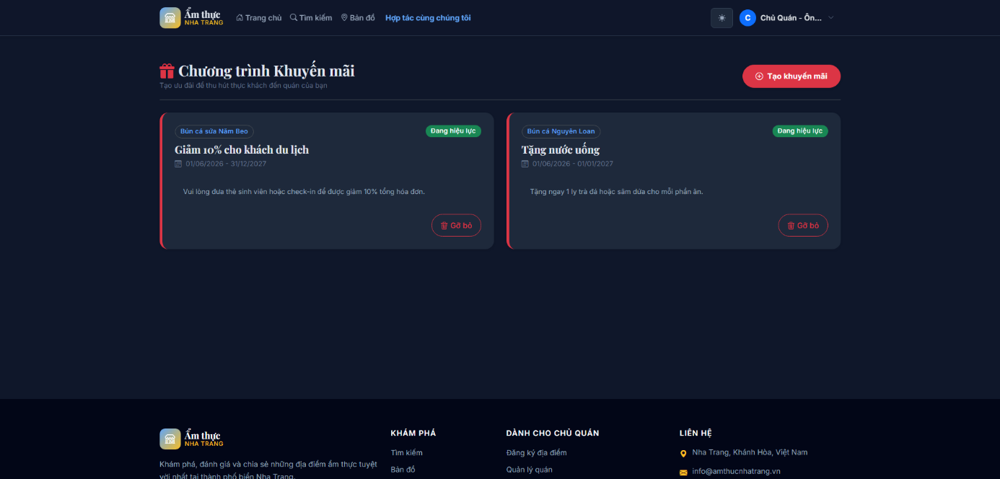 Ẩm thực
NHA TRANG
Trang chủ
Tìm kiếm
Bản đồ
Hợp tác cùng chúng tôi
C
Chủ Quán - Ôn...
Chương trình Khuyến mãi
Tạo ưu đãi để thu hút thực khách đến quán của bạn
Tạo khuyến mãi
Bún cá sứa Năm Beo
Đang hiệu lực
Giảm 10% cho khách du lịch
01/06/2026 - 31/12/2027
Vui lòng đưa thẻ sinh viên hoặc check-in để được giảm 10% tổng hóa đơn.
Gỡ bỏ
Bún cá Nguyên Loan
Đang hiệu lực
Tặng nước uống
01/06/2026 - 01/01/2027
Tặng ngay 1 ly trà đá hoặc sâm dứa cho mỗi phần ăn.
Gỡ bỏ
Ẩm thực
NHA TRANG
Khám phá, đánh giá và chia sẻ những địa điểm ẩm thực tuyệt
vời nhất tại thành phố biển Nha Trang.
KHÁM PHÁ
Tìm kiếm
Bản đồ
DÀNH CHO CHỦ QUÁN
Đăng ký địa điểm
Quản lý quán
LIÊN HỆ
Nha Trang, Khánh Hòa, Việt Nam
info@amthucnhatrang.vn